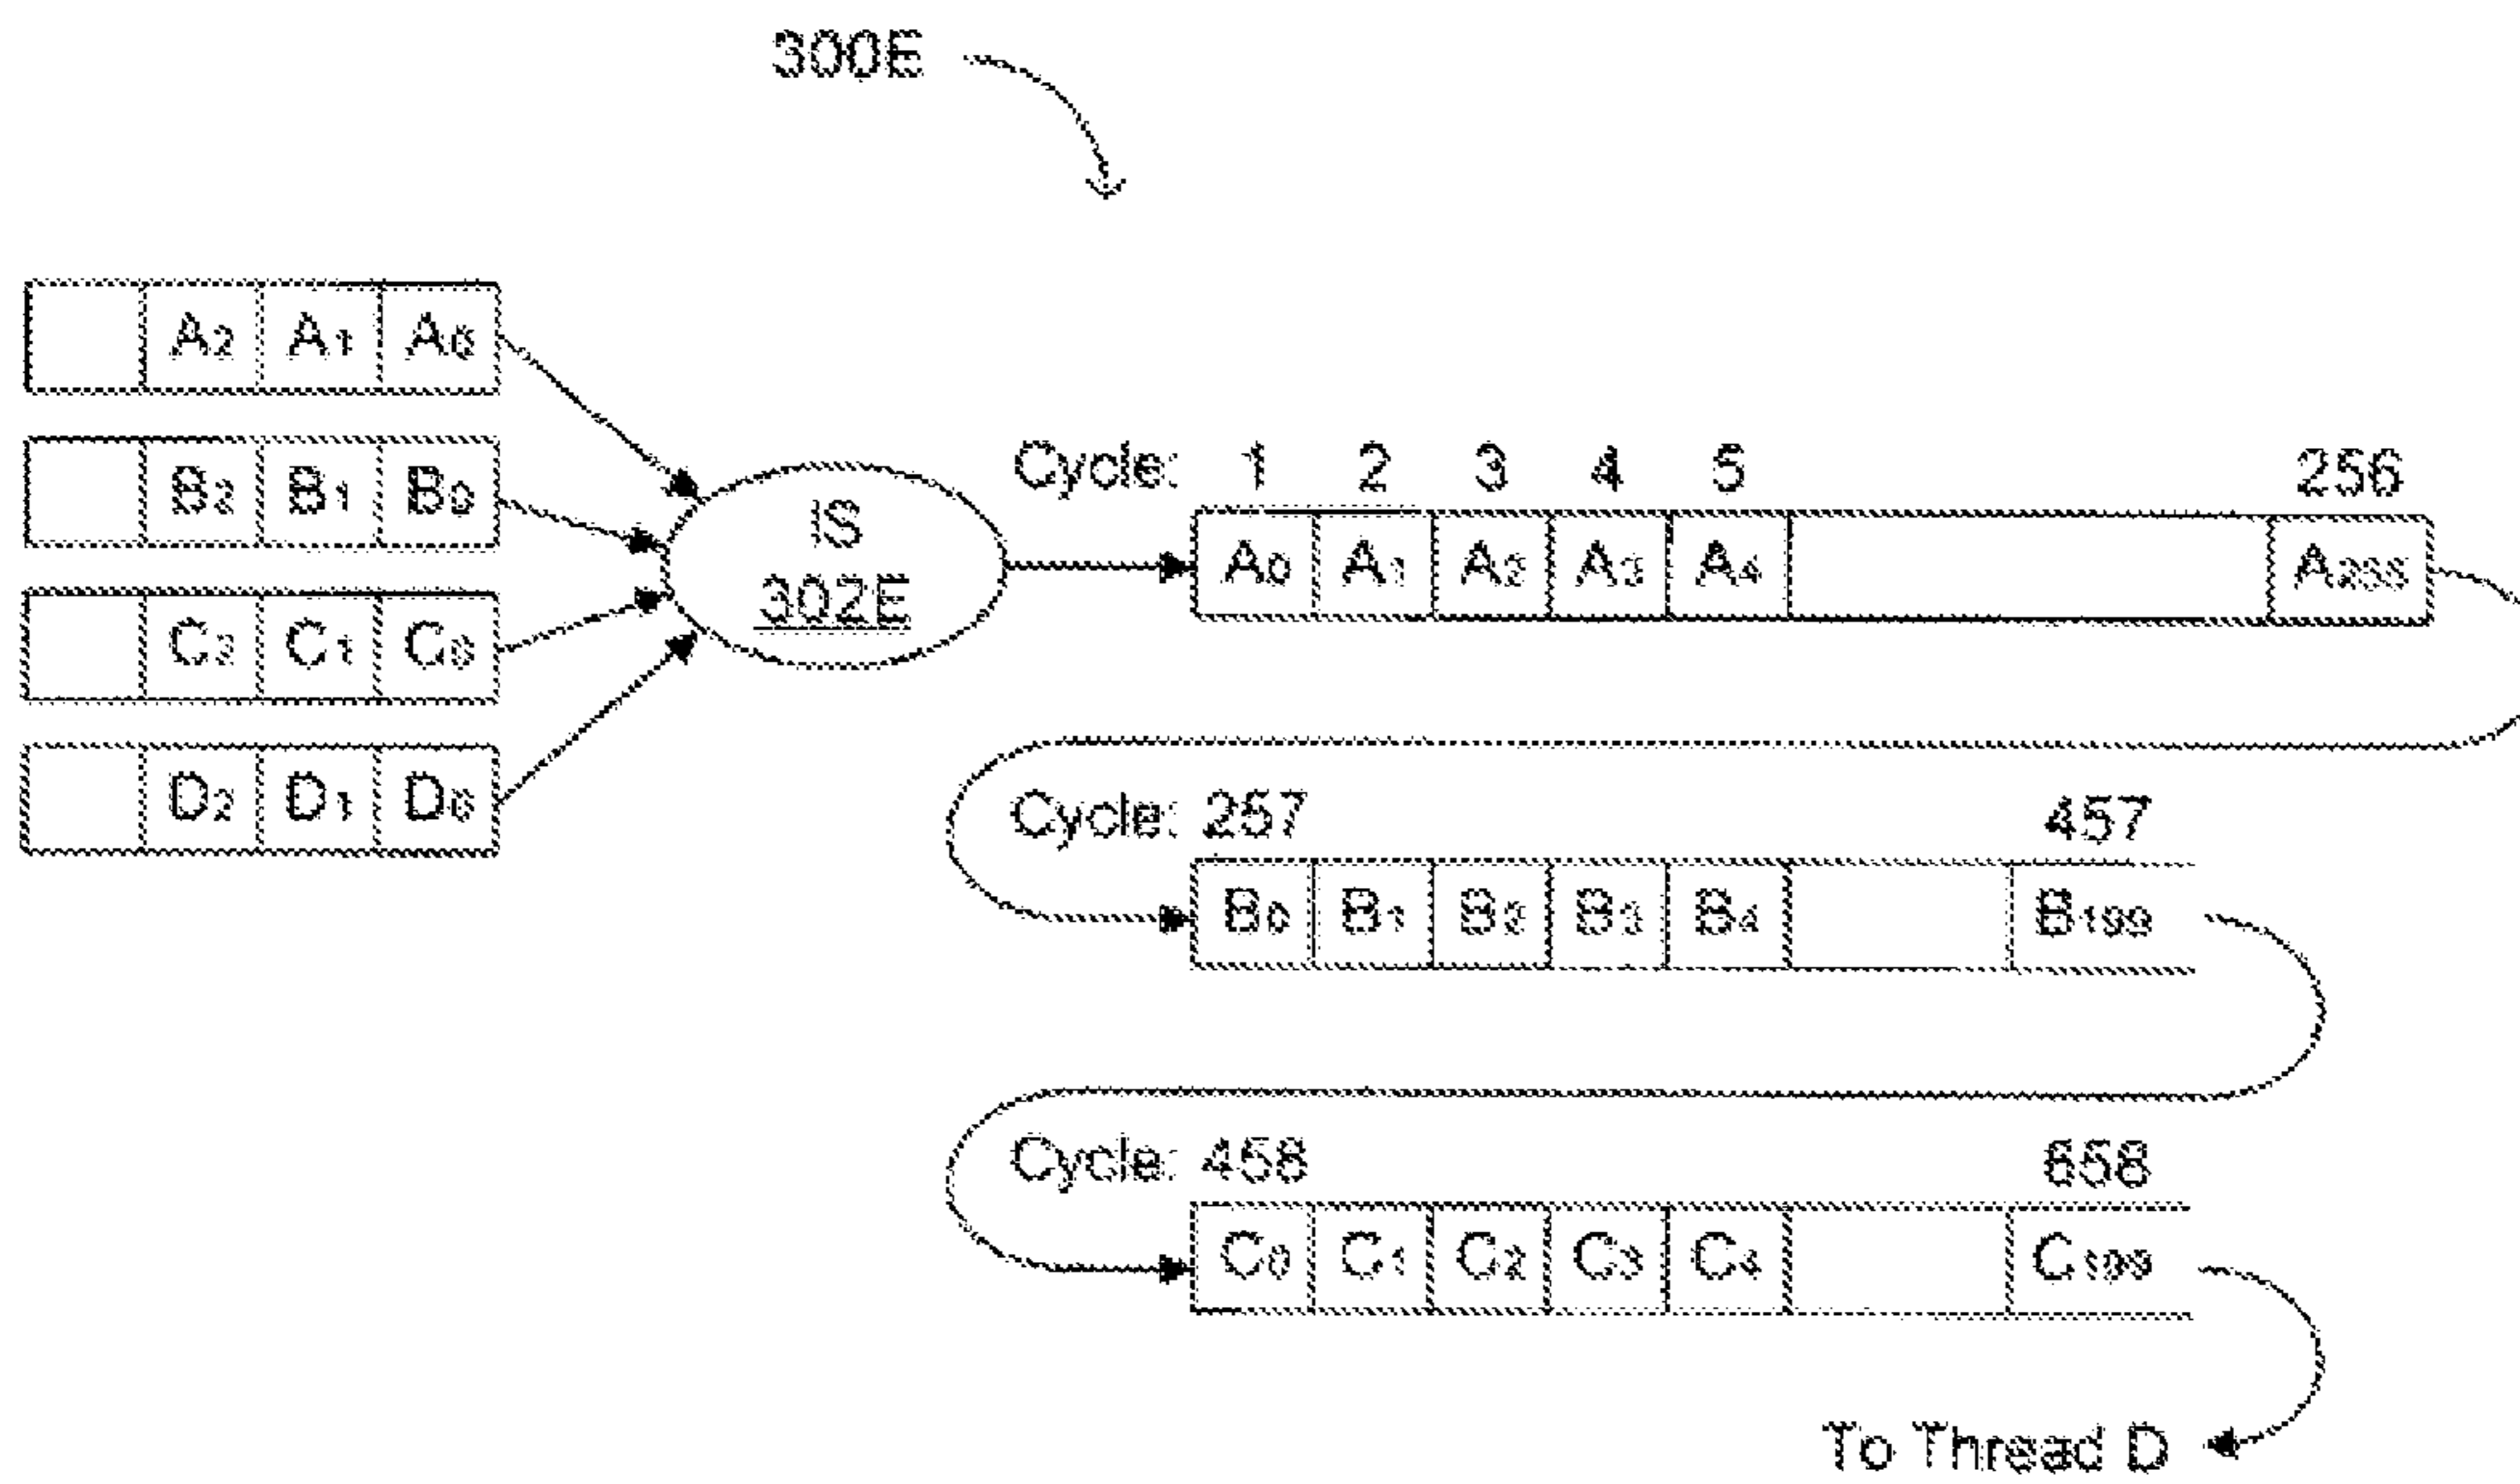 300E
A2 A1 A0
B2 B1 B0
C2 C1 C0
D2 D1 D0
IS
302E
Cycle: 1 2 3 4 5 256
A0 A1 A2 A3 A4 A255
Cycle: 257 457
B0 B1 B2 B3 B4 B199
Cycle: 458 658
C0 C1 C2 C3 C4 C199
To Thread D